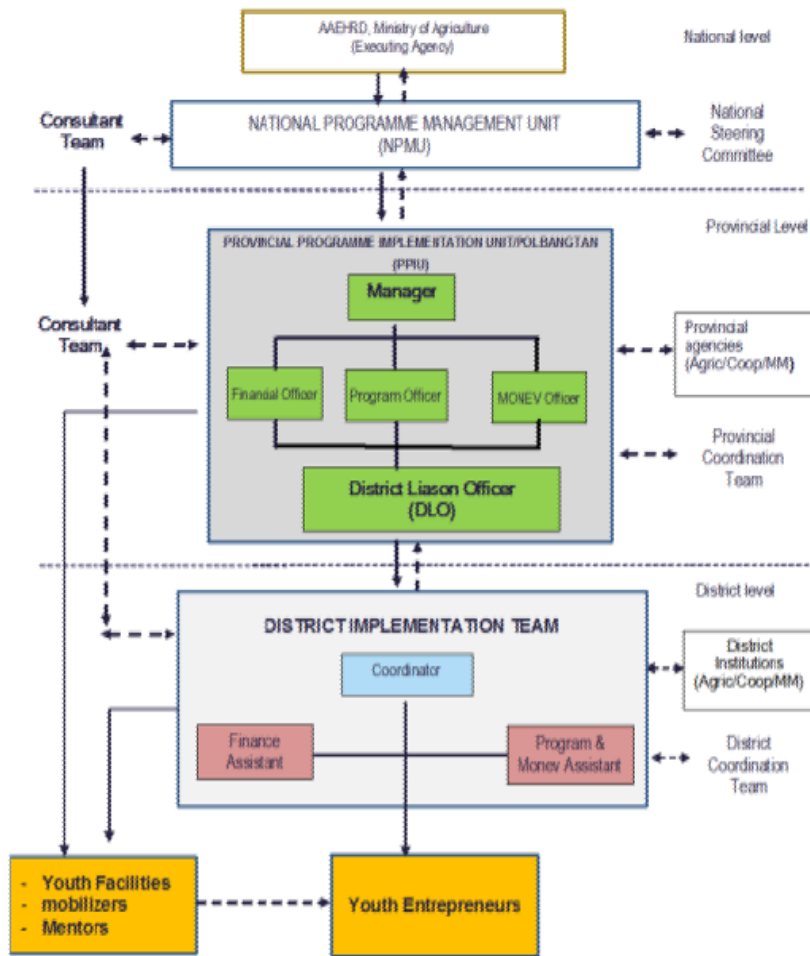 AAEHRD, Ministry of Agriculture
(Executing Agency)
National level
Consultant
Team
NATIONAL PROGRAMME MANAGEMENT UNIT
(NPMU)
National
Steering
Committee
Provincial Level
PROVINCIAL PROGRAMME IMPLEMENTATION UNIT/POLBANGTAN
(PPIU)
Manager
Consultant
Team
Provincial
agencies
(Agric/Coop/MM)
Financial Officer
Program Officer
MONEV Officer
Provincial
Coordination
Team
District Liason Officer
(DLO)
District level
DISTRICT IMPLEMENTATION TEAM
Coordinator
District
Institutions
(Agric/Coop/MM)
Finance
Assistant
Program &
Monev Assistant
District
Coordination
Team
- Youth Facilities
- mobilizers
- Mentors
Youth Entrepreneurs